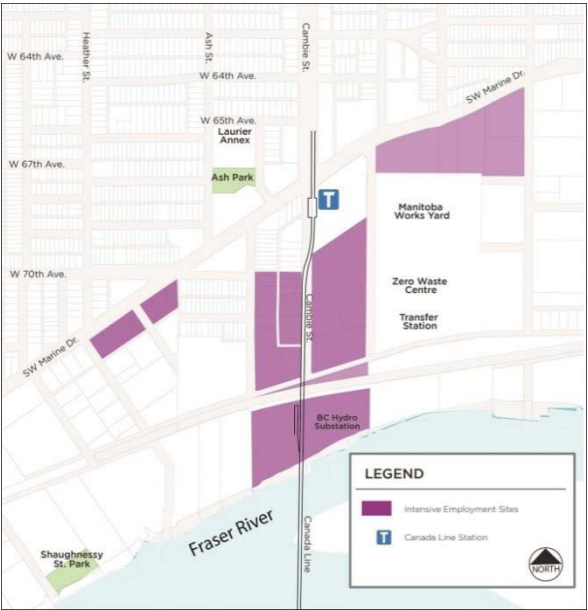 W 64th Ave.
Heather St.
Ash St.
Cambie St.
W 64th Ave.
SW Marine Dr.
W 65th Ave.
Laurier
Annex
W 67th Ave.
Ash Park
T
Manitoba
Works Yard
W 70th Ave.
Zero Waste
Centre
Cambie St.
Transfer
Station
SW Marine Dr.
BC Hydro
Substation
LEGEND
Intensive Employment Sites
T Canada Line Station
NORTH
Fraser River
Canada Line
Shaughnessy
St. Park